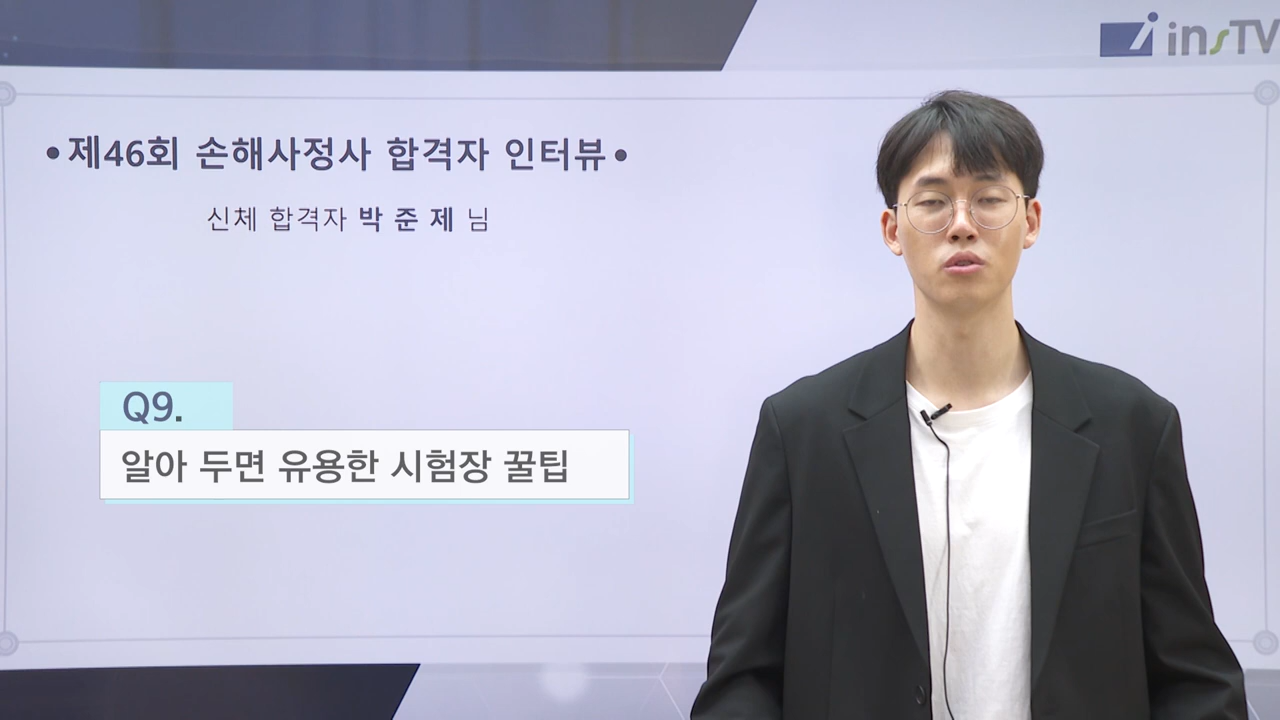 insTV
•제46회 손해사정사 합격자 인터뷰•
신체 합격자 박 준 제 님
Q9.
알아 두면 유용한 시험장 꿀팁